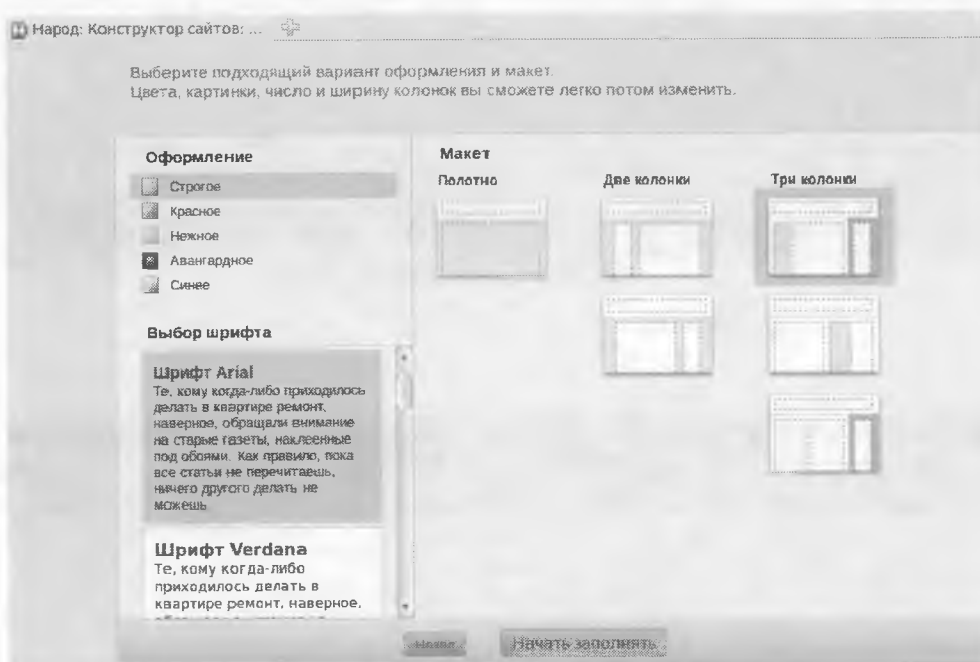 Народ: Конструктор сайтов: ...
Выберите подходящий вариант оформления и макет.
Цвета, картинки, число и ширину колонок вы сможете легко потом изменить.
Оформление
Строгое
Красное
Нежное
Авангардное
Синее
Выбор шрифта
Шрифт Arial
Те, кому когда-либо приходилось
делать в квартире ремонт,
наверное, обращали внимание
на старые газеты, наклеенные
под обоями. Как правило, пока
все статьи не перечитаешь,
ничего другого делать не
можешь
Шрифт Verdana
Те, кому когда-либо
приходилось делать в
квартире ремонт, наверное,
Макет
Полотно
Две колонки
Три колонки
Назад
Начать заполнять